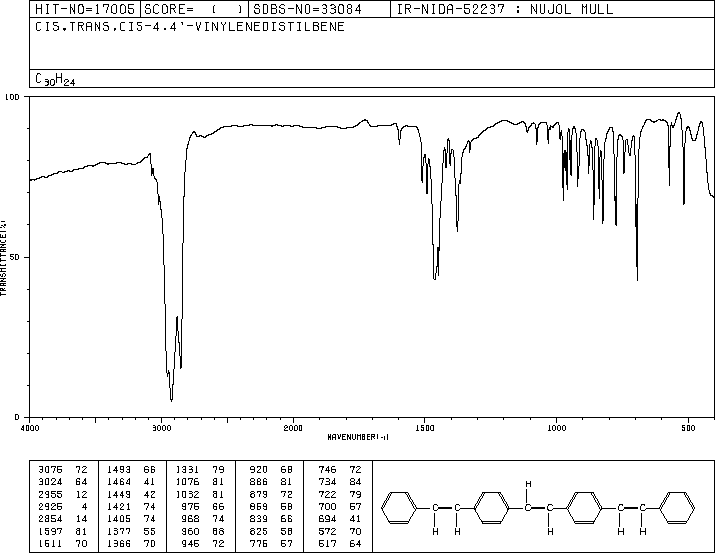 HIT-NO=17005 SCORE= ( ) SDBS-NO=33084 IR-NIDA-52237 : NUJOL MULL
CIS,TRANS,CIS-4,4'-VINYLENEDISTILBENE
C30H24
100
50
0
TRANSMITTANCE(%)
4000 3000 2000 1500 1000 500
WAVENUMBER(-1)
3075 72 1493 66 1331 79 920 68 746 72
3024 64 1464 41 1076 81 886 81 734 84
2955 12 1449 42 1032 81 879 72 722 79
2925 4 1421 74 975 66 859 58 700 57
2854 14 1405 74 968 74 839 66 694 41
1597 81 1377 55 960 68 825 58 572 70
1511 70 1366 70 945 72 776 57 517 64
H
C C C C C C
H H H H H